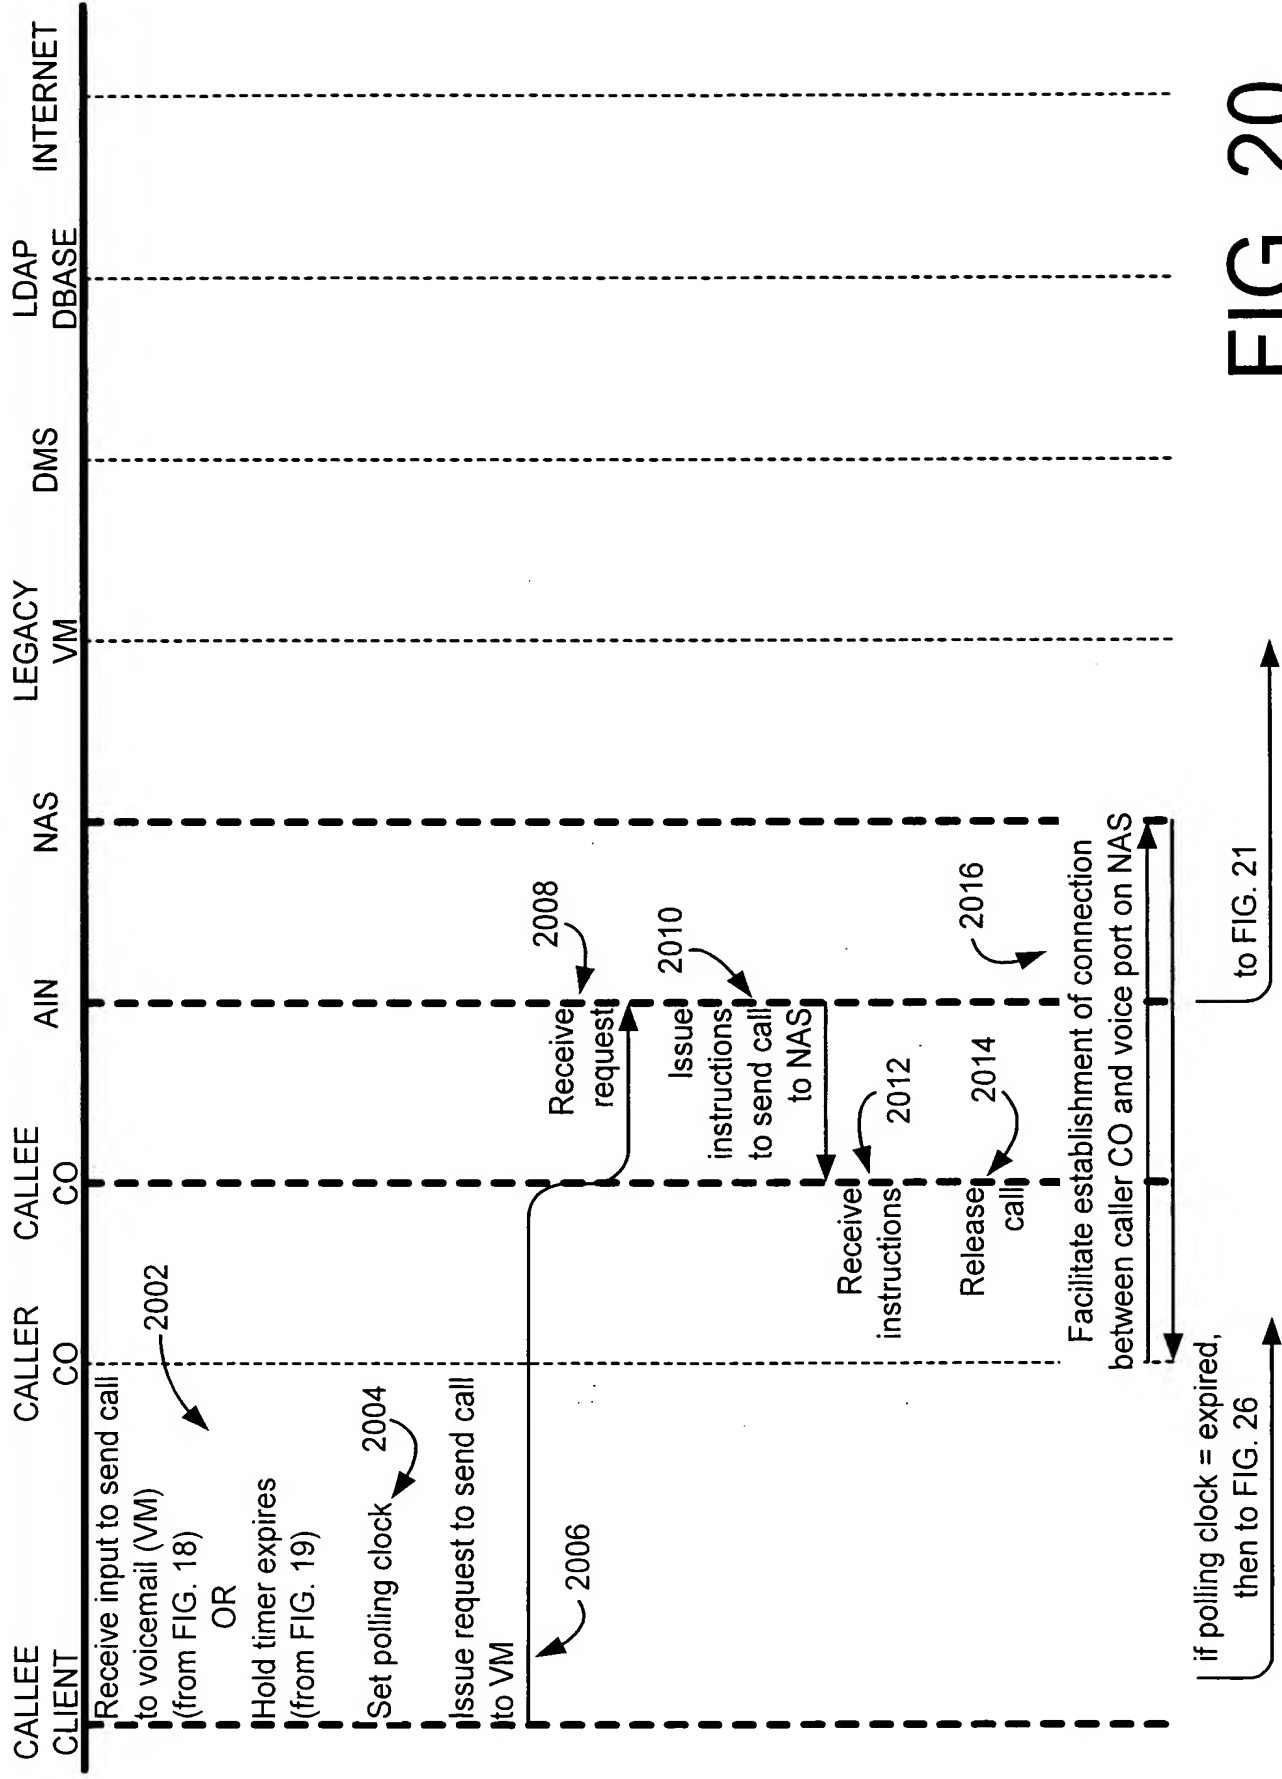 CALLEE
CLIENT
CALLER
CO
CALLEE
CO
AIN
NAS
LEGACY
VM
DMS
LDAP
DBASE
INTERNET
Receive input to send call
to voicemail (VM)
(from FIG. 18)
OR
Hold timer expires
(from FIG. 19)
2002
Set polling clock
2004
Issue request to send call
to VM
2006
Receive
request
2008
Issue
instructions
to send call
to NAS
2010
Receive
instructions
2012
Release
call
2014
Facilitate establishment of connection
between caller CO and voice port on NAS
2016
if polling clock = expired,
then to FIG. 26
to FIG. 21
FIG 20